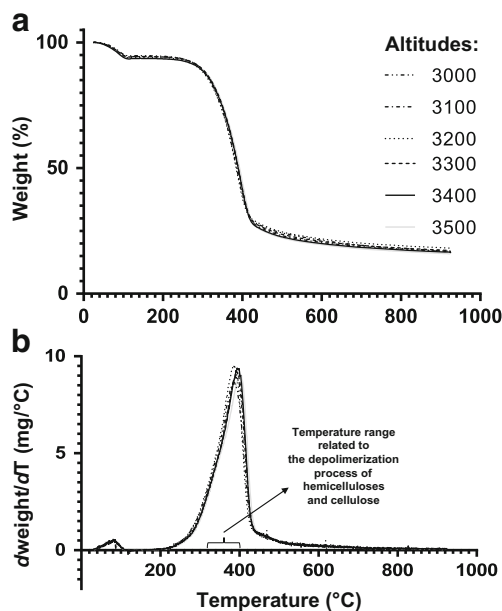 a
Altitudes:
3000
3100
3200
3300
3400
3500
Weight (%)
100
50
0
0 200 400 600 800 1000
b
dweight/dT (mg/°C)
10
5
0
Temperature range
related to
the depolimerization
process of
hemicelluloses
and cellulose
0 200 400 600 800 1000
Temperature (°C)